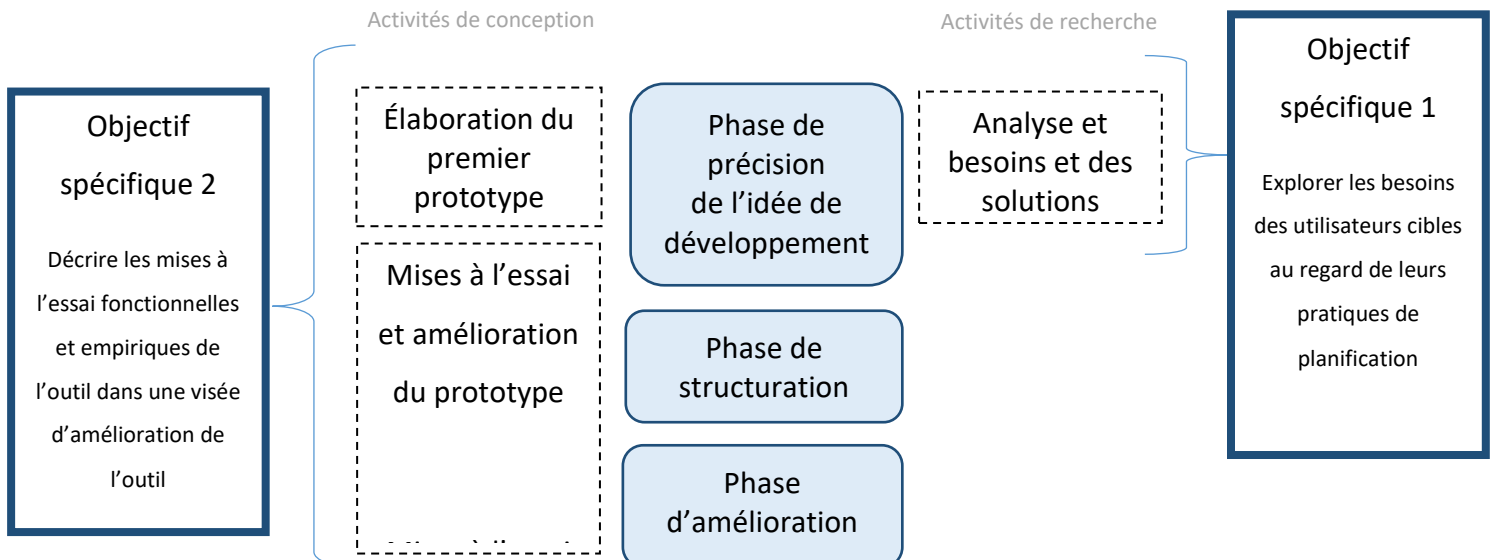 Activités de conception
Activités de recherche
Objectif
spécifique 2
Décrire les mises à
l’essai fonctionnelles
et empiriques de
l’outil dans une visée
d’amélioration de
l’outil
Élaboration du
premier
prototype
Mises à l’essai
et amélioration
du prototype
Phase de
précision
de l’idée de
développement
Phase de
structuration
Phase
d’amélioration
Analyse et
besoins et des
solutions
Objectif
spécifique 1
Explorer les besoins
des utilisateurs cibles
au regard de leurs
pratiques de
planification